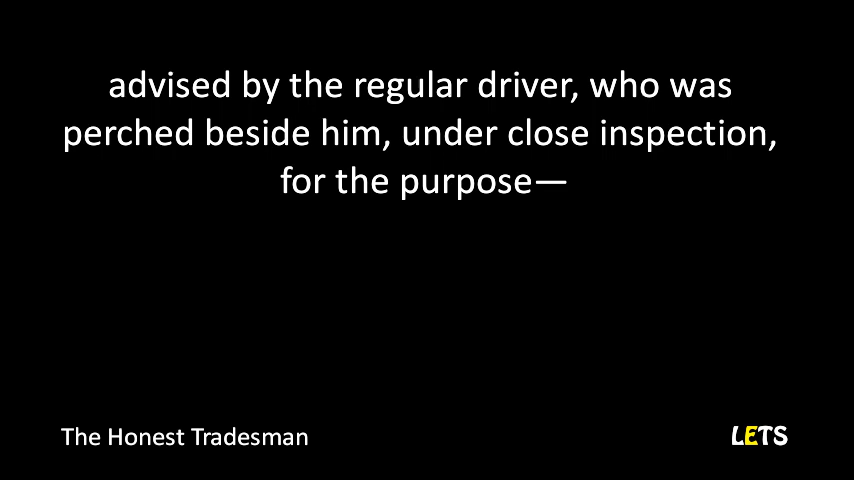 advised by the regular driver, who was
perched beside him, under close inspection,
for the purpose—
The Honest Tradesman
LETS